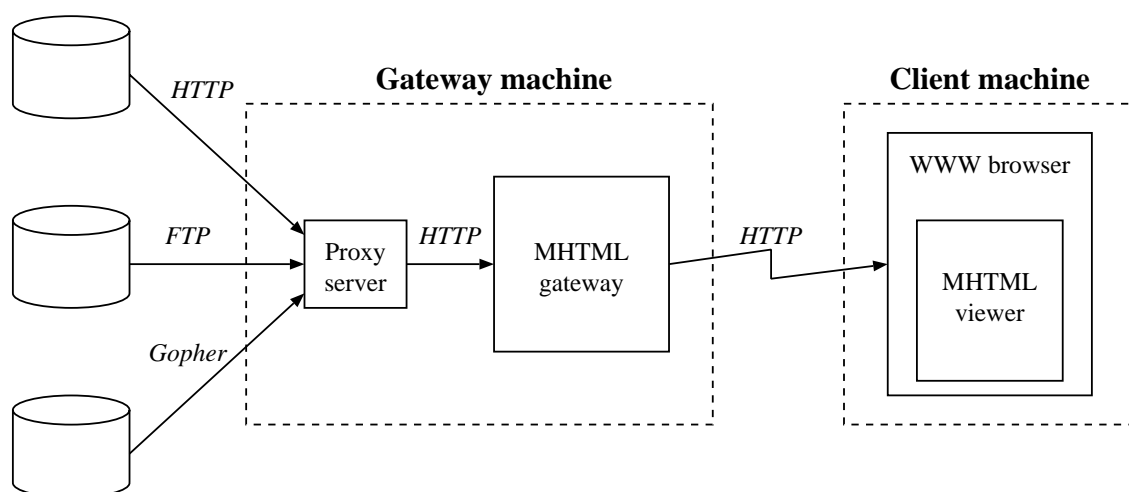 Gateway machine
Client machine
HTTP
WWW browser
FTP
Proxy
server
HTTP
MHTML
gateway
HTTP
MHTML
viewer
Gopher